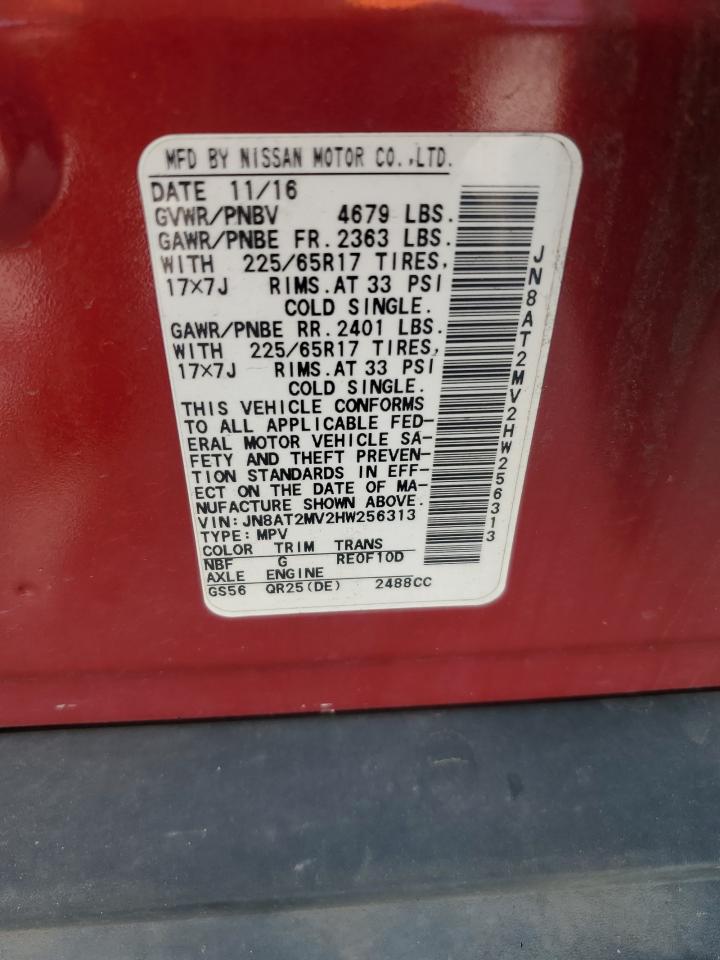 MFD BY NISSAN MOTOR CO.,LTD.
DATE 11/16
GVWR/PNBV 4679 LBS.
GAWR/PNBE FR.2363 LBS.
WITH 225/65R17 TIRES,
17×7J RIMS.AT 33 PSI
COLD SINGLE.
GAWR/PNBE RR.2401 LBS.
WITH 225/65R17 TIRES,
17×7J RIMS.AT 33 PSI
COLD SINGLE.
THIS VEHICLE CONFORMS
TO ALL APPLICABLE FED-
ERAL MOTOR VEHICLE SA-
FETY AND THEFT PREVEN-
TION STANDARDS IN EFF-
ECT ON THE DATE OF MA-
NUFACTURE SHOWN ABOVE.
VIN:JN8AT2MV2HW256313
TYPE:MPV
COLOR TRIM TRANS
NBF G RE0F10D
AXLE ENGINE
GS56 QR25(DE) 2488CC
JN8AT2MV2HW256313